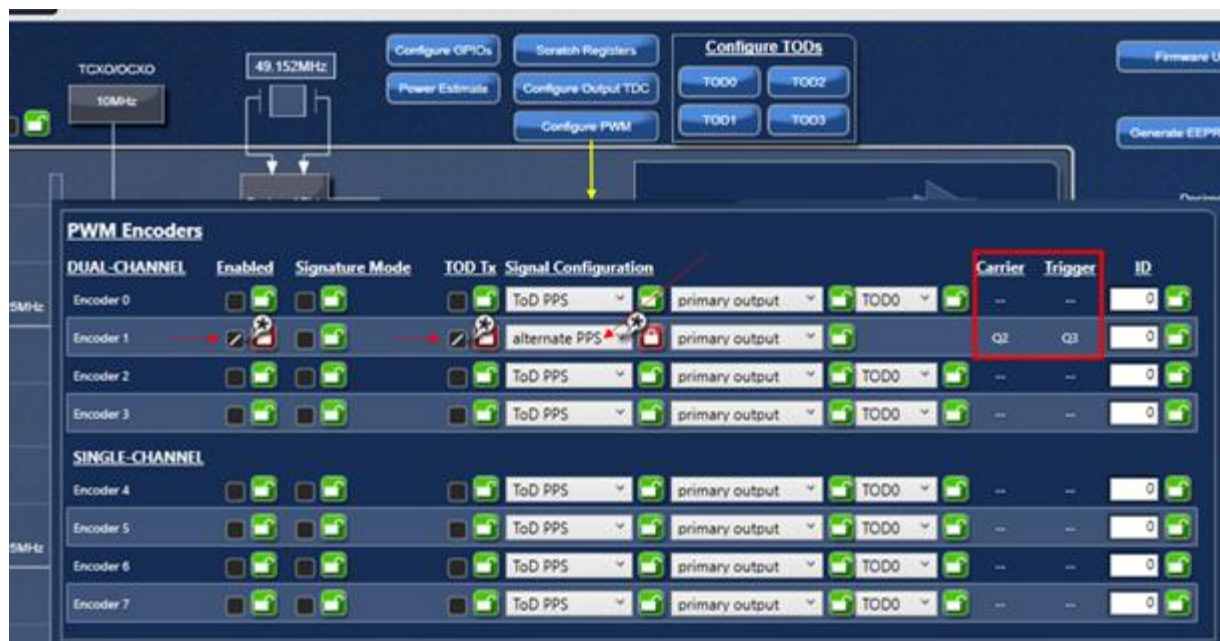 Configure GPIOs Scratch Registers Configure TODs
TCXO/OCXO 49.152MHz Firmware U
10MHz Power Estimate Configure Output TDC TOD0 TOD2
Configure PWM TOD1 TOD3 Generate EEPR
PWM Encoders
DUAL-CHANNEL Enabled Signature Mode TOD Tx Signal Configuration Carrier Trigger ID
Encoder 0 ToD PPS primary output TOD0 -- -- 0
Encoder 1 alternate PPS primary output Q2 Q3 0
Encoder 2 ToD PPS primary output TOD0 -- -- 0
Encoder 3 ToD PPS primary output TOD0 -- -- 0
SINGLE-CHANNEL
Encoder 4 ToD PPS primary output TOD0 -- -- 0
Encoder 5 ToD PPS primary output TOD0 -- -- 0
Encoder 6 ToD PPS primary output TOD0 -- -- 0
Encoder 7 ToD PPS primary output TOD0 -- -- 0